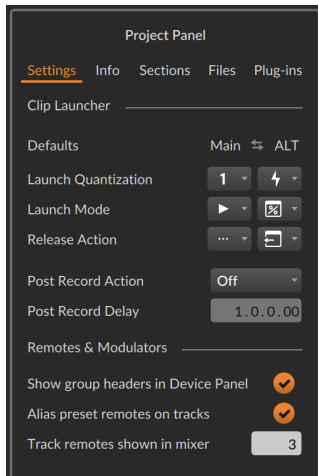 Project Panel
Settings Info Sections Files Plug-ins
Clip Launcher
Defaults Main ALT
Launch Quantization 1
Launch Mode %
Release Action ...
Post Record Action Off
Post Record Delay 1.0.0.00
Remotes & Modulators
Show group headers in Device Panel
Alias preset remotes on tracks
Track remotes shown in mixer 3